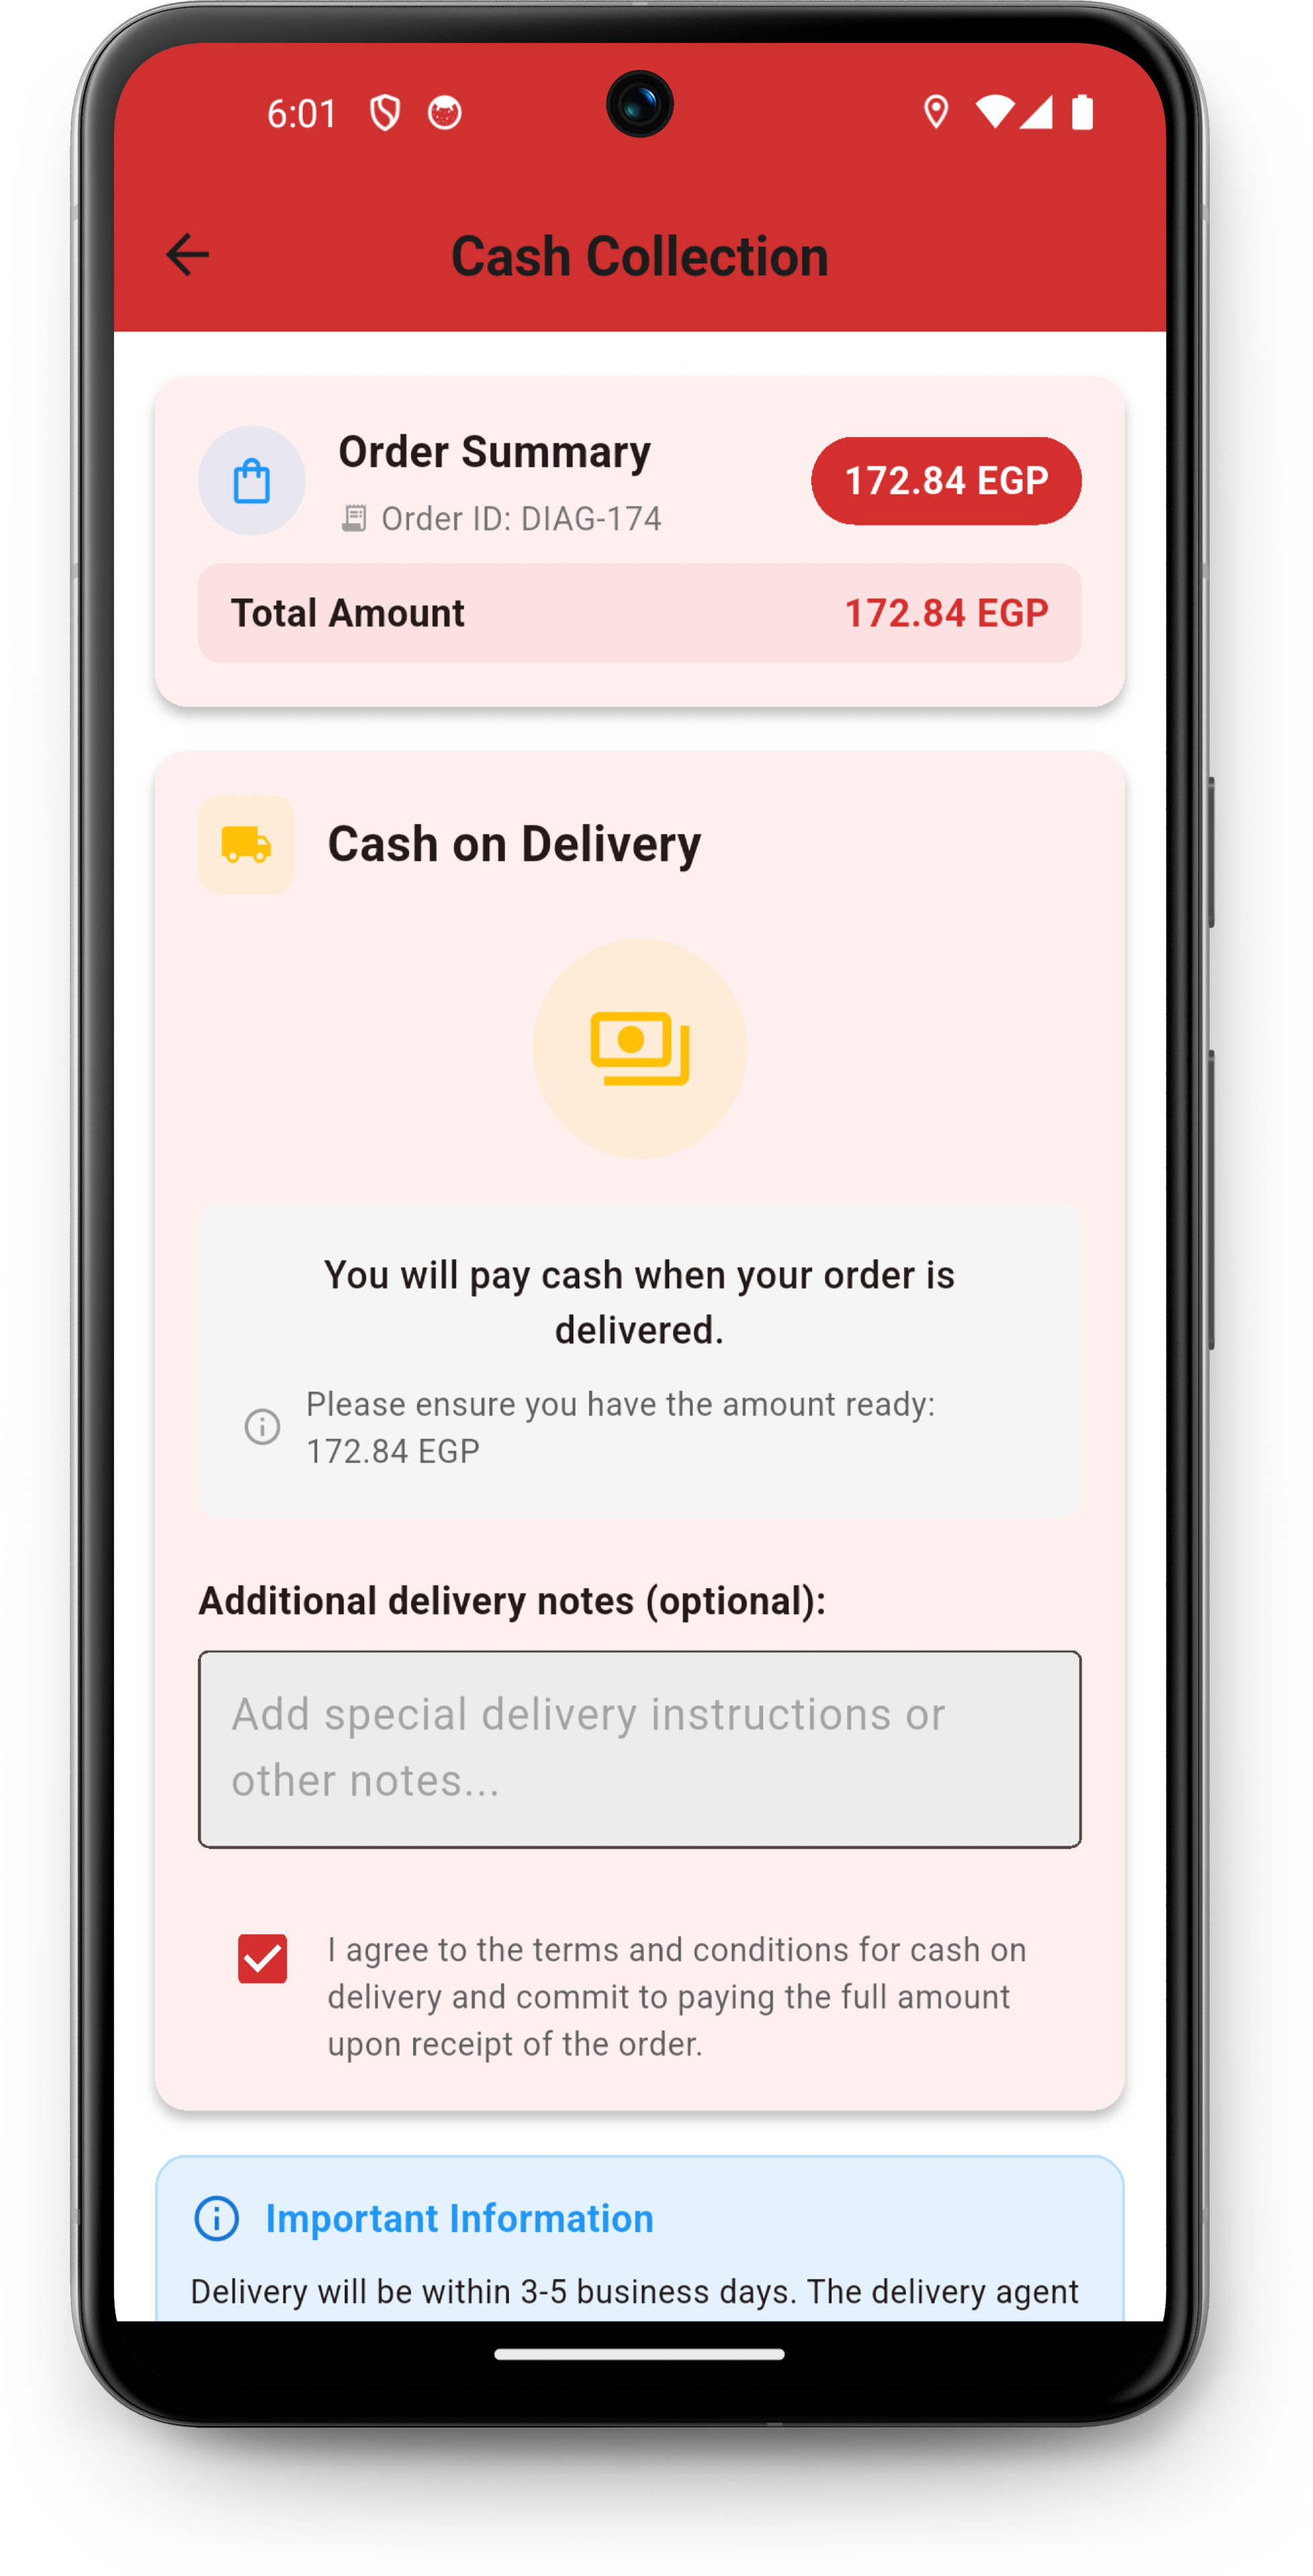 6:01
Cash Collection
Order Summary
Order ID: DIAG-174
172.84 EGP
Total Amount
172.84 EGP
Cash on Delivery
You will pay cash when your order is
delivered.
Please ensure you have the amount ready:
172.84 EGP
Additional delivery notes (optional):
Add special delivery instructions or
other notes...
I agree to the terms and conditions for cash on
delivery and commit to paying the full amount
upon receipt of the order.
Important Information
Delivery will be within 3-5 business days. The delivery agent